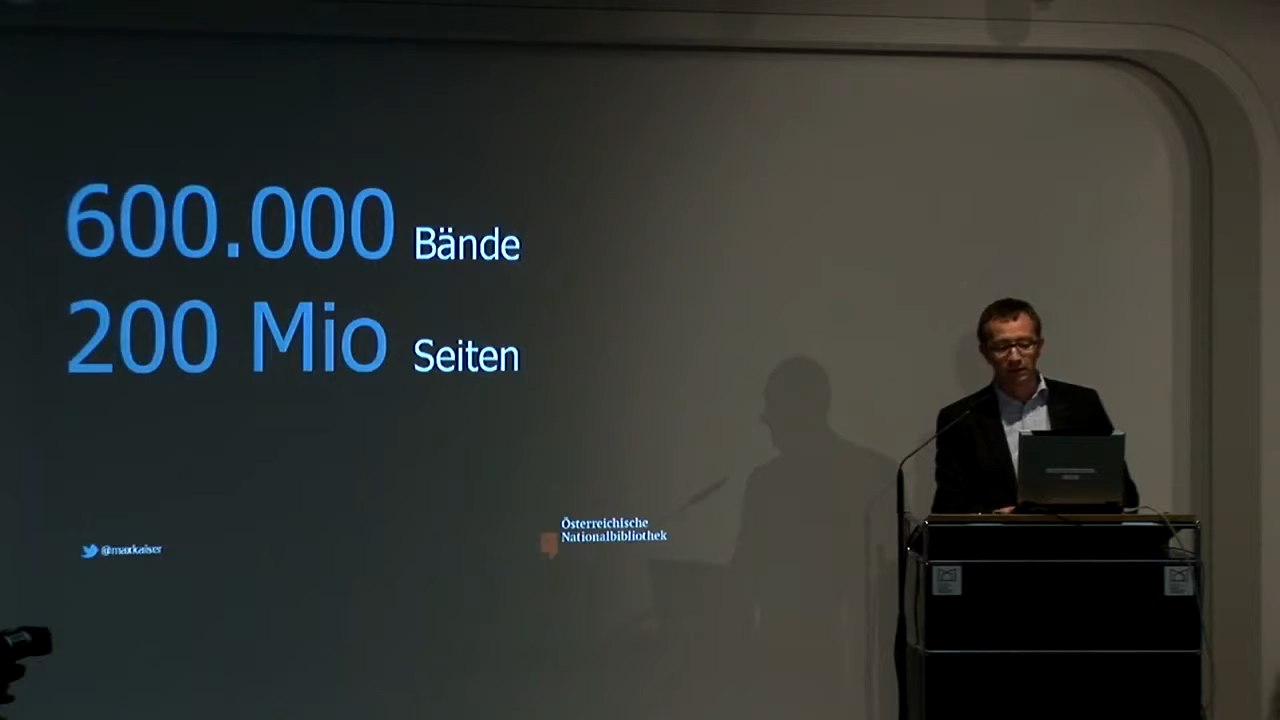 600.000 Bände
200 Mio Seiten
@maxkaiser
Österreichische
Nationalbibliothek